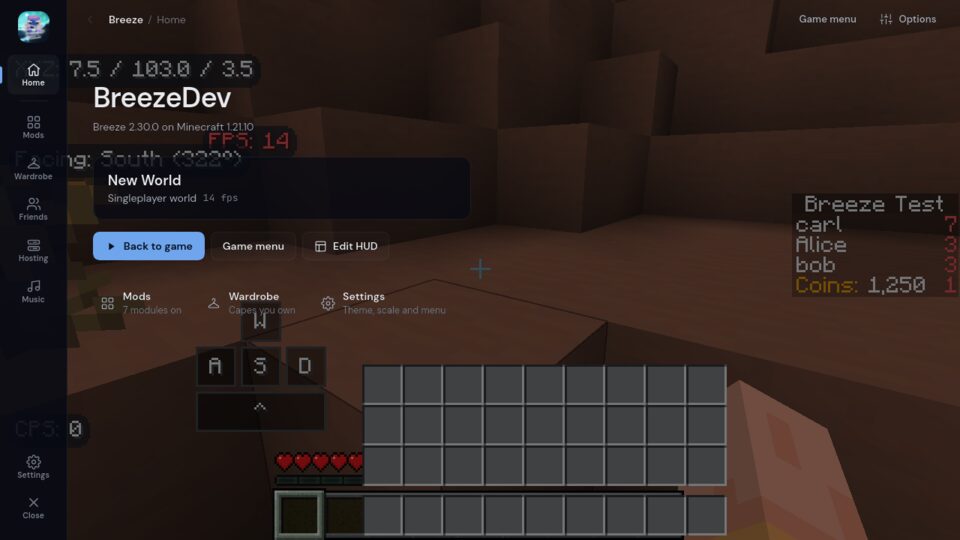 Breeze / Home
Game menu
Options
Home
Mods
Wardrobe
Friends
Hosting
Music
Settings
Close
7.5 / 103.0 / 3.5
BreezeDev
Breeze 2.30.0 on Minecraft 1.21.10
FPS: 14
Facing: South (322°)
New World
Singleplayer world 14 fps
Back to game
Game menu
Edit HUD
Mods
7 modules on
Wardrobe
Capes you own
Settings
Theme, scale and menu
W
A
S
D
^
CPS: 0
Breeze Test
carl 7
Alice 3
bob 3
Coins: 1,250 1